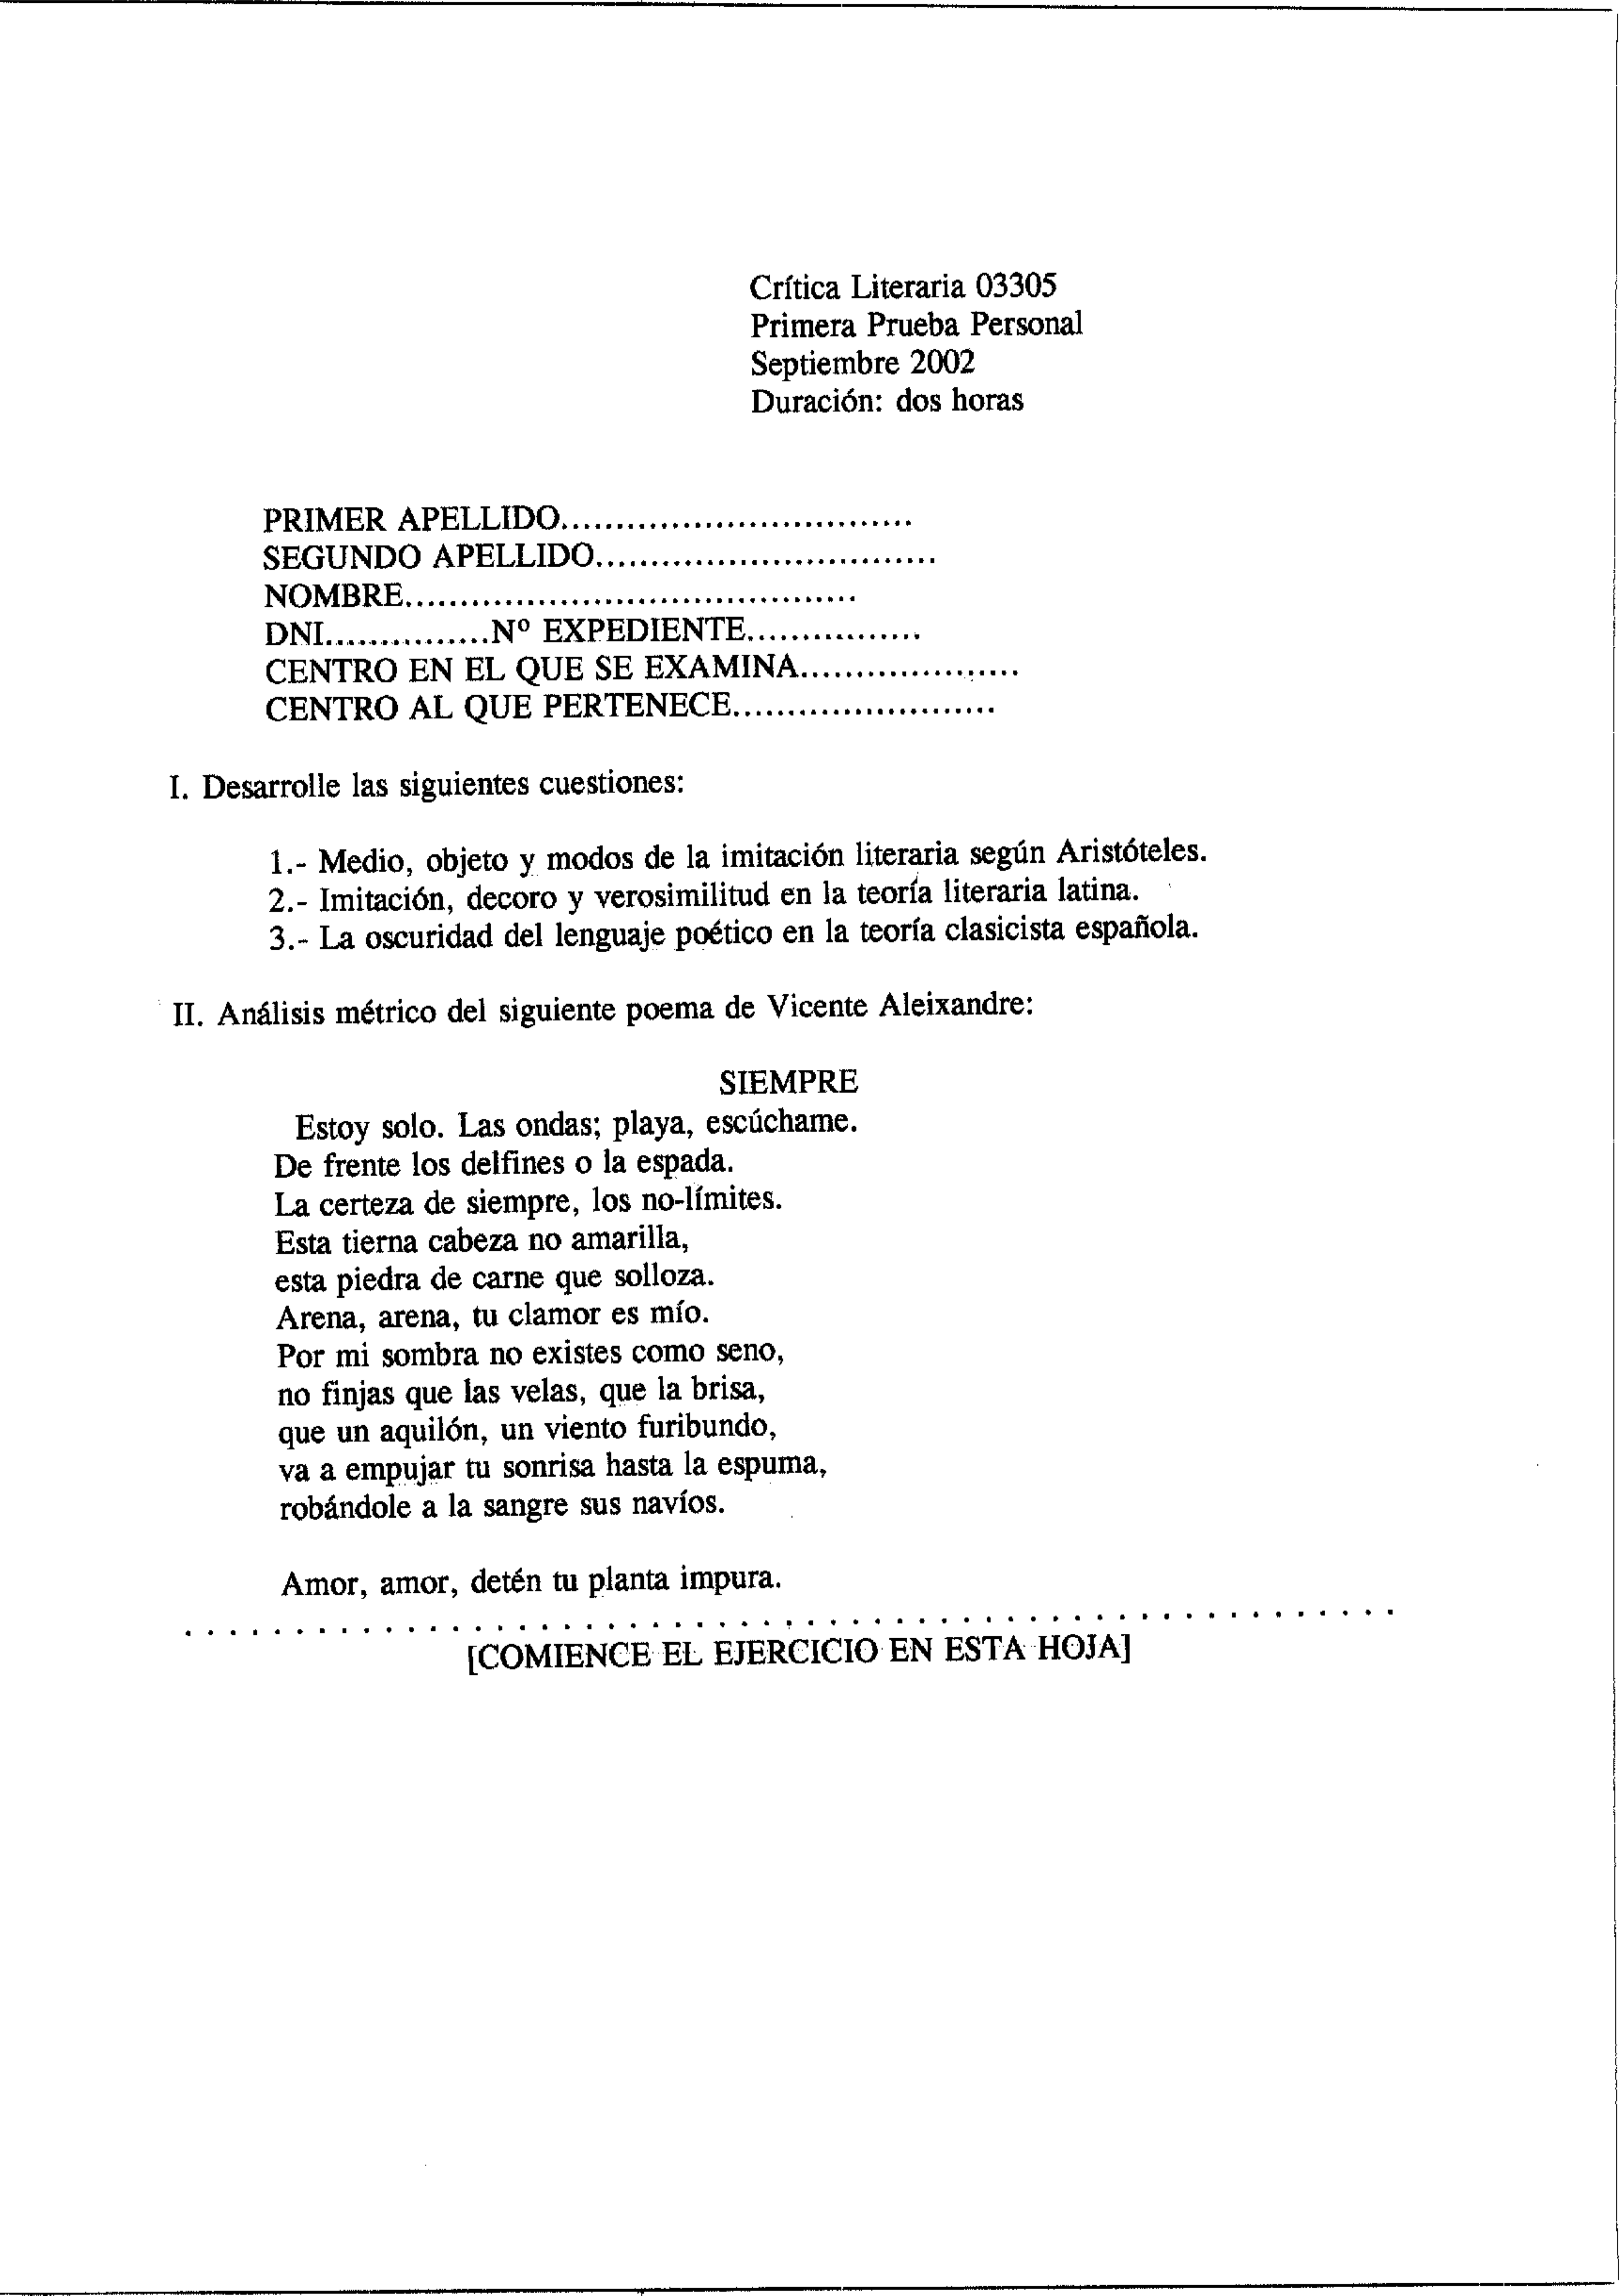 Crítica Literaria 03305
Primera Prueba Personal
Septiembre 2002
Duración: dos horas
PRIMER APELLIDO................................
SEGUNDO APELLIDO...............................
NOMBRE.........................................
DNI...............Nº EXPEDIENTE................
CENTRO EN EL QUE SE EXAMINA....................
CENTRO AL QUE PERTENECE........................
I. Desarrolle las siguientes cuestiones:
1.- Medio, objeto y modos de la imitación literaria según Aristóteles.
2.- Imitación, decoro y verosimilitud en la teoría literaria latina.
3.- La oscuridad del lenguaje poético en la teoría clasicista española.
II. Análisis métrico del siguiente poema de Vicente Aleixandre:
SIEMPRE
Estoy solo. Las ondas; playa, escúchame.
De frente los delfines o la espada.
La certeza de siempre, los no-límites.
Esta tierna cabeza no amarilla,
esta piedra de carne que solloza.
Arena, arena, tu clamor es mío.
Por mi sombra no existes como seno,
no finjas que las velas, que la brisa,
que un aquilón, un viento furibundo,
va a empujar tu sonrisa hasta la espuma,
robándole a la sangre sus navíos.
Amor, amor, detén tu planta impura.
. . . . . . . . . . . . . . . . . . . . . . . . . . . . . . . . . . . . . . . . . . . . . . . . . . . . . . .
[COMIENCE EL EJERCICIO EN ESTA HOJA]